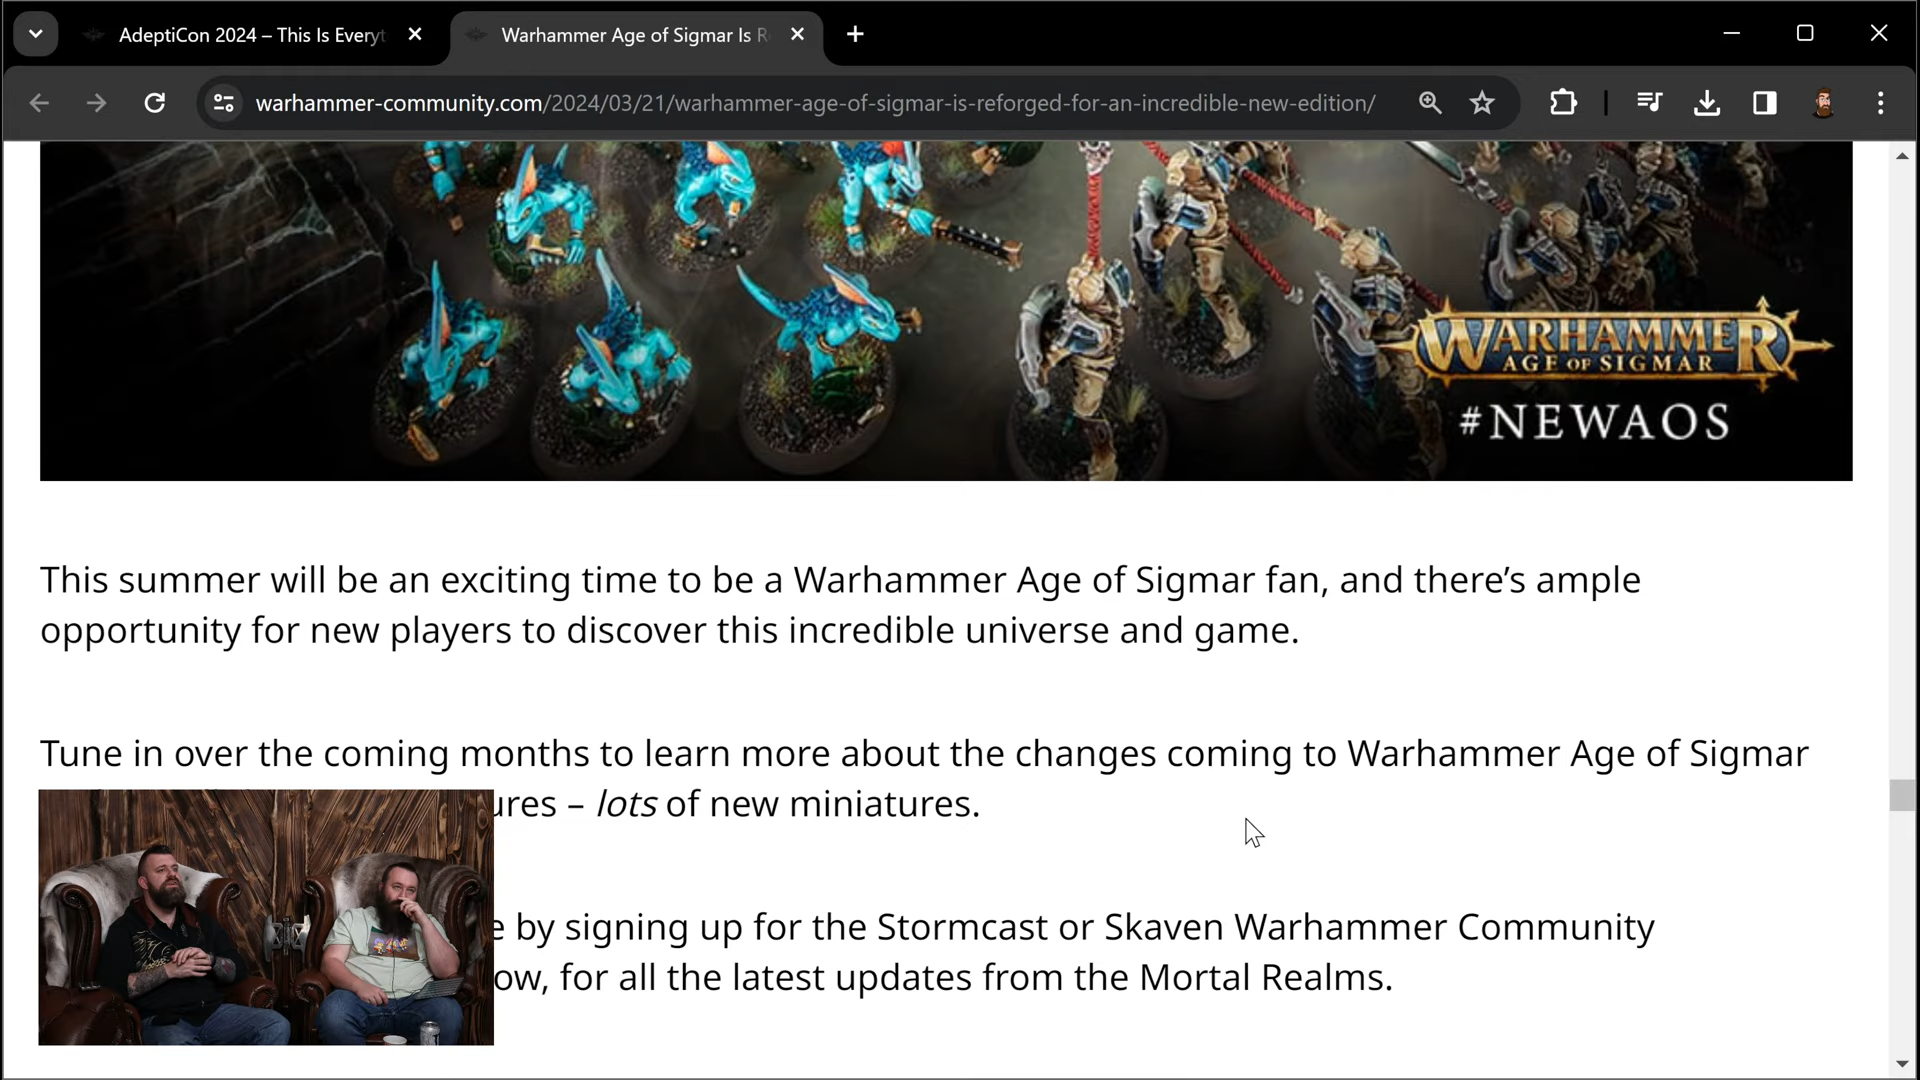 AdeptiCon 2024 – This Is Everyt
Warhammer Age of Sigmar Is R
warhammer-community.com/2024/03/21/warhammer-age-of-sigmar-is-reforged-for-an-incredible-new-edition/
WARHAMMER
AGE OF SIGMAR
#NEWAOS
This summer will be an exciting time to be a Warhammer Age of Sigmar fan, and there’s ample
opportunity for new players to discover this incredible universe and game.
Tune in over the coming months to learn more about the changes coming to Warhammer Age of Sigmar
ures – lots of new miniatures.
e by signing up for the Stormcast or Skaven Warhammer Community
ow, for all the latest updates from the Mortal Realms.